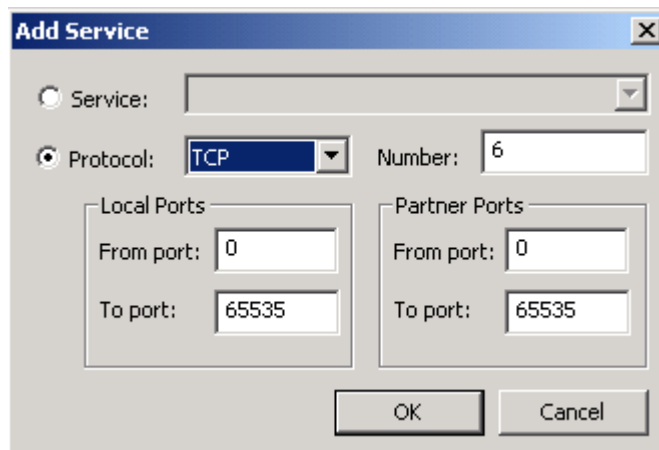 Add Service
Service:
Protocol: TCP Number: 6
Local Ports Partner Ports
From port: 0 From port: 0
To port: 65535 To port: 65535
OK Cancel